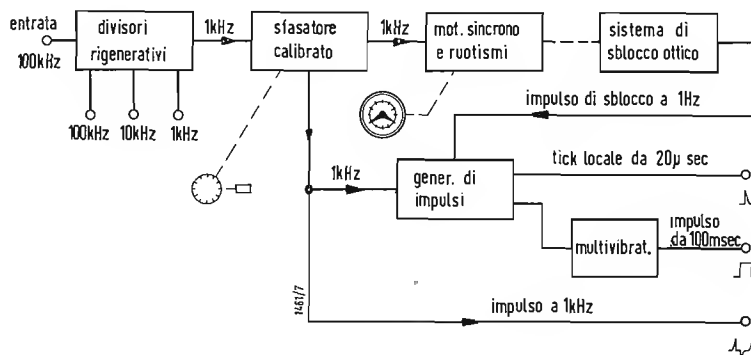 entrata
100kHz
divisori
rigenerativi
1kHz
sfasatore
calibrato
1kHz
mot. sincrono
e ruotismi
sistema di
sblocco ottico
100kHz
10kHz
1kHz
impulso di sblocco a 1Hz
tick locale da 20µ sec
1kHz
gener. di
impulsi
impulso
da 100msec.
multivibrat.
1461/7
impulso a 1kHz